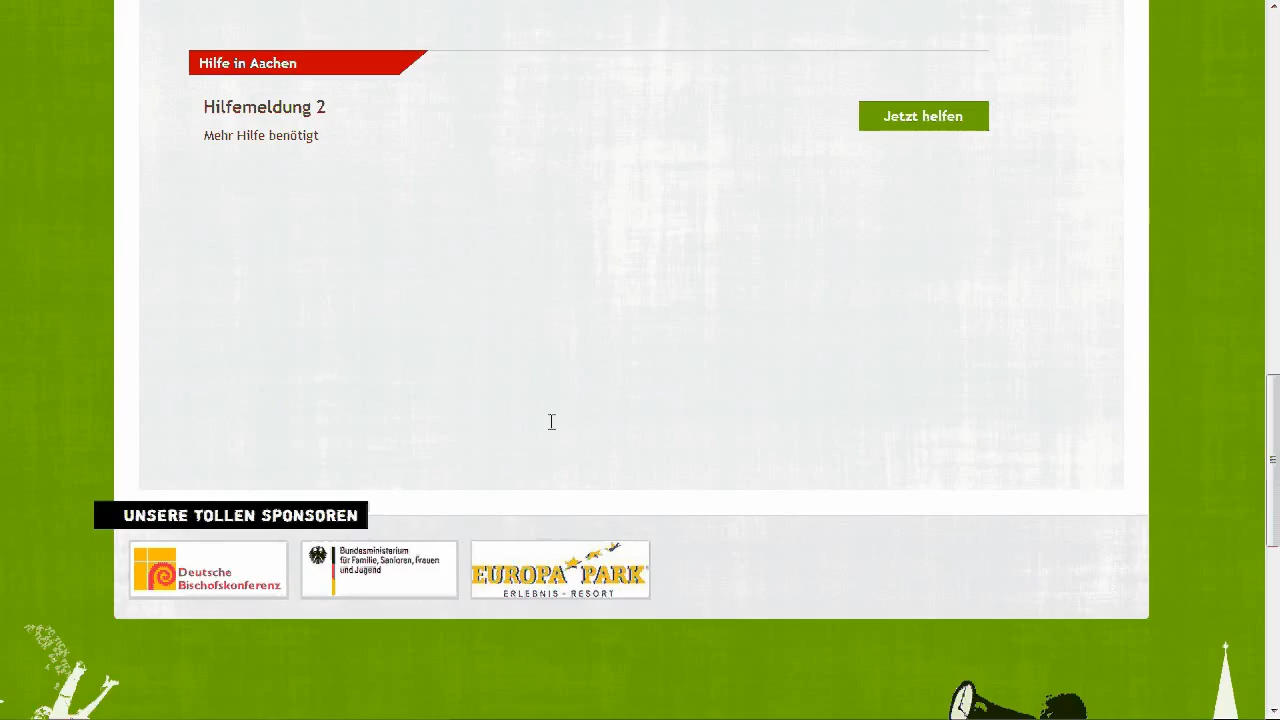 Hilfe in Aachen
Hilfemeldung 2
Jetzt helfen
Mehr Hilfe benötigt
UNSERE TOLLEN SPONSOREN
Deutsche
Bischofskonferenz
Bundesministerium
für Familie, Senioren, Frauen
und Jugend
EUROPA PARK
ERLEBNIS - RESORT